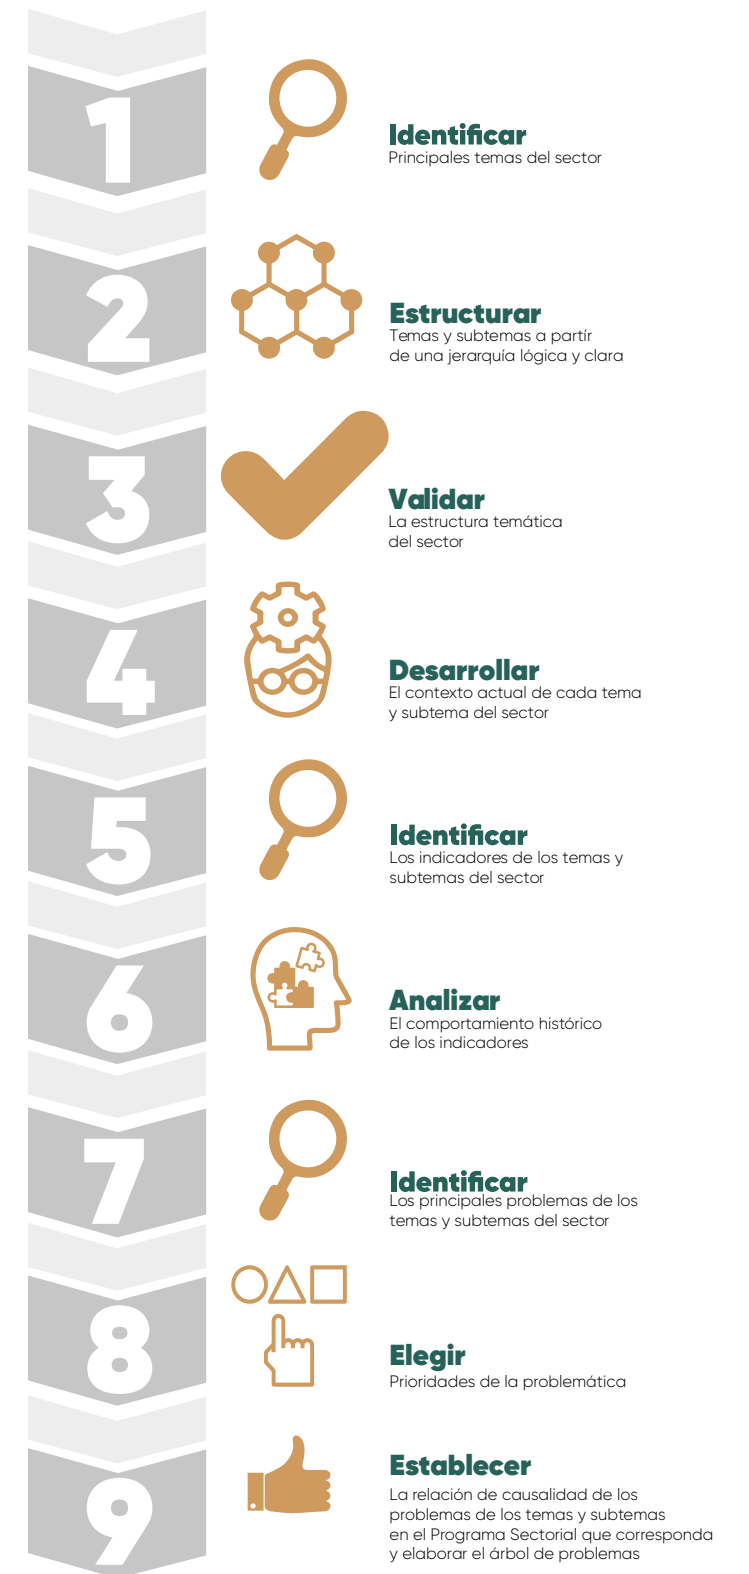 1
Identificar
Principales temas del sector
2
Estructurar
Temas y subtemas a partír
de una jerarquía lógica y clara
3
Validar
La estructura temática
del sector
4
Desarrollar
El contexto actual de cada tema
y subtema del sector
5
Identificar
Los indicadores de los temas y
subtemas del sector
6
Analizar
El comportamiento histórico
de los indicadores
7
Identificar
Los principales problemas de los
temas y subtemas del sector
8
Elegir
Prioridades de la problemática
9
Establecer
La relación de causalidad de los
problemas de los temas y subtemas
en el Programa Sectorial que corresponda
y elaborar el árbol de problemas